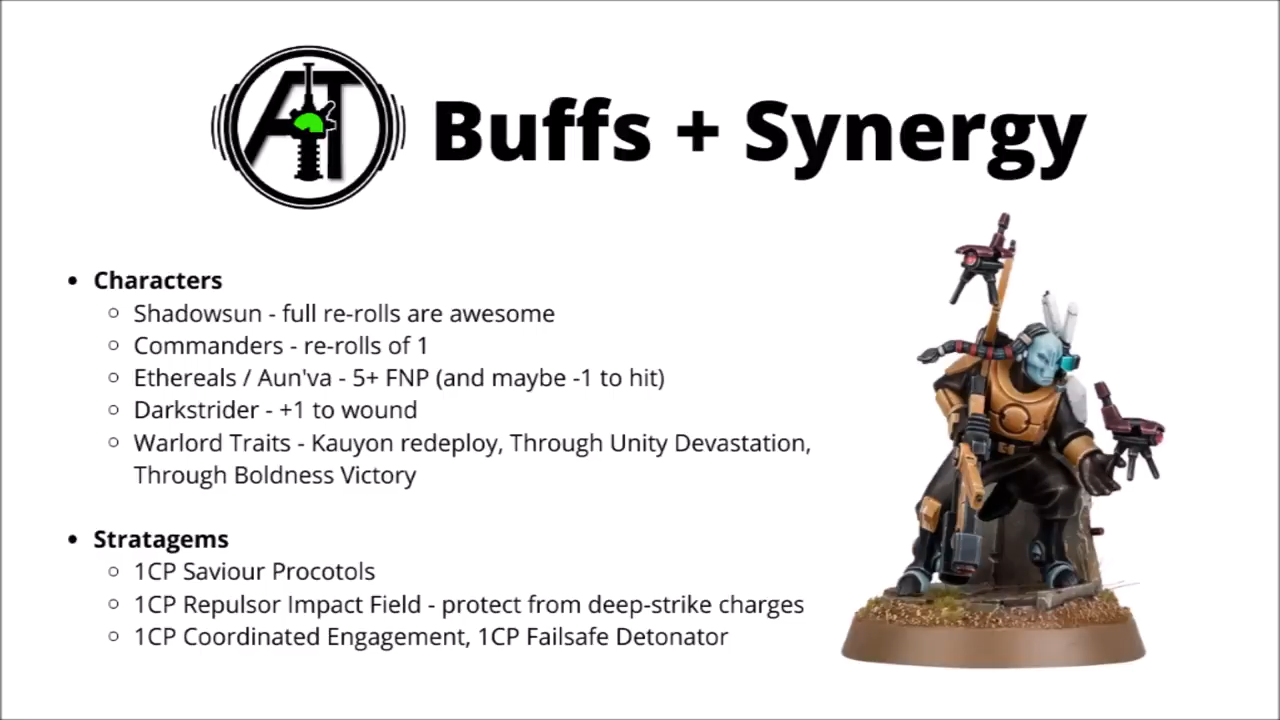 AT
Buffs + Synergy
• Characters
○ Shadowsun - full re-rolls are awesome
○ Commanders - re-rolls of 1
○ Ethereals / Aun'va - 5+ FNP (and maybe -1 to hit)
○ Darkstrider - +1 to wound
○ Warlord Traits - Kauyon redeploy, Through Unity Devastation,
Through Boldness Victory
• Stratagems
○ 1CP Saviour Procotols
○ 1CP Repulsor Impact Field - protect from deep-strike charges
○ 1CP Coordinated Engagement, 1CP Failsafe Detonator